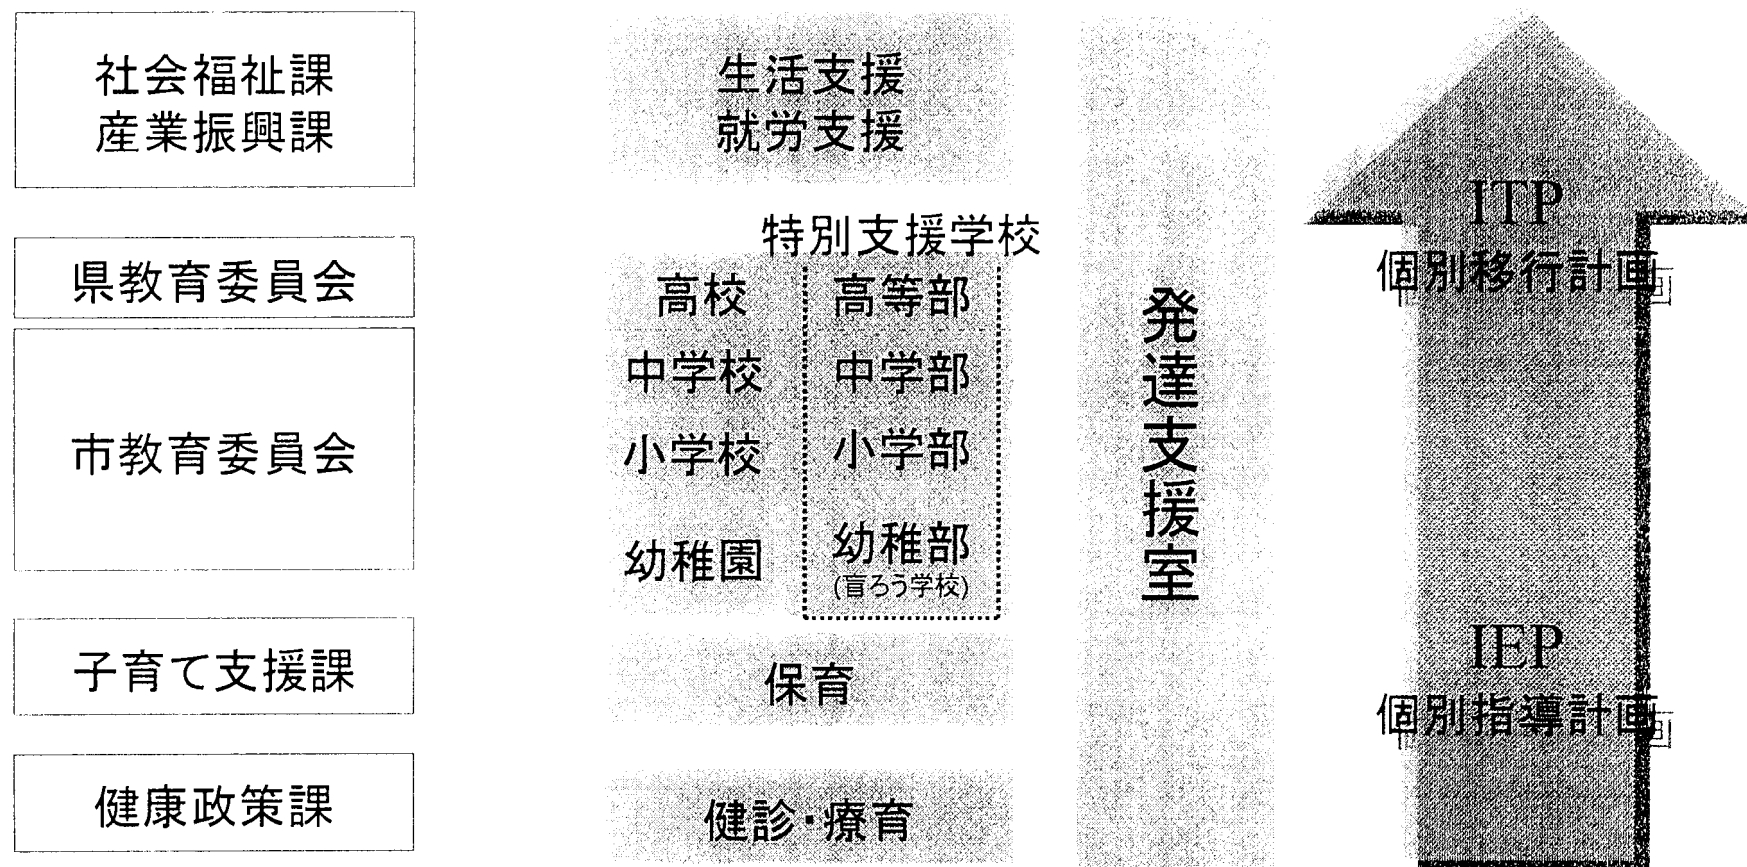 社会福祉課
産業振興課
県教育委員会
市教育委員会
子育て支援課
健康政策課
生活支援
就労支援
特別支援学校
高校
高等部
中学校
中学部
小学校
小学部
幼稚園
幼稚部
(盲ろう学校)
保育
健診・療育
発達支援室
ITP
個別移行計画
IEP
個別指導計画